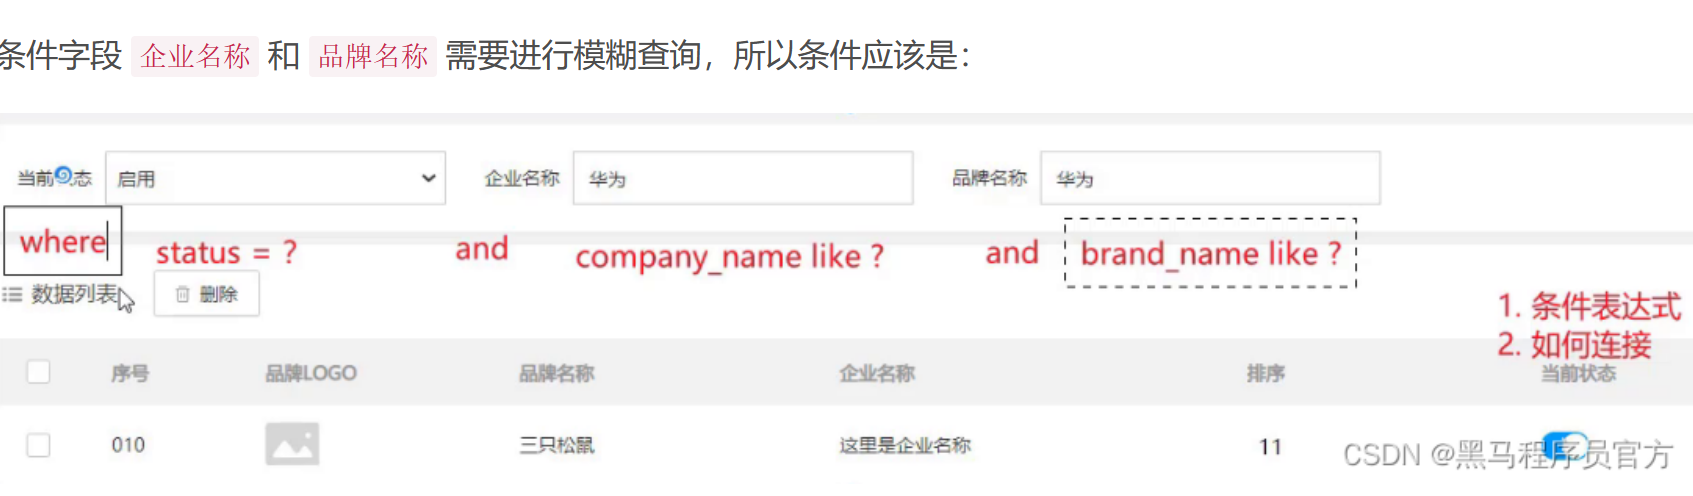 条件字段 企业名称 和 品牌名称 需要进行模糊查询，所以条件应该是：
当前状态 启用 企业名称 华为 品牌名称 华为
where status = ? and company_name like ? and brand_name like ?
数据列表 删除
1. 条件表达式
2. 如何连接
序号 品牌LOGO 品牌名称 企业名称 排序 当前状态
010 三只松鼠 这里是企业名称 11
CSDN @黑马程序员官方